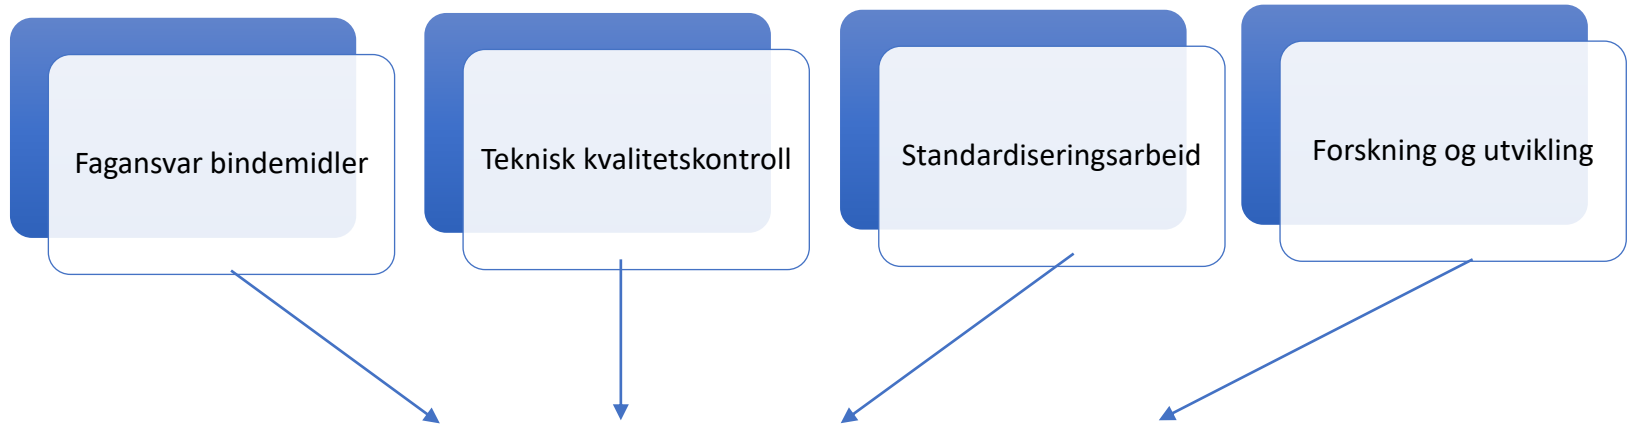 Fagansvar bindemidler
Teknisk kvalitetskontroll
Standardiseringsarbeid
Forskning og utvikling